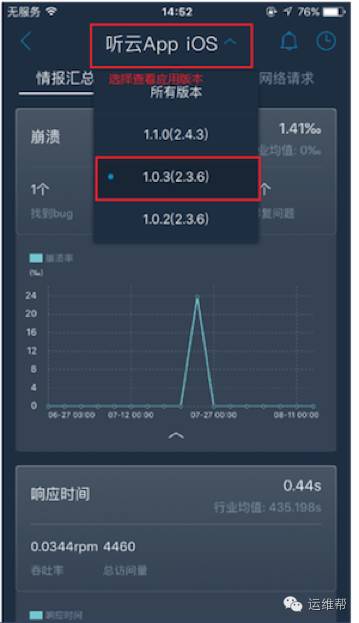 无服务 14:52 76%
听云App iOS
情报汇总 选择查看应用版本 网络请求
所有版本
崩溃 1.1.0(2.4.3) 1.41‰
业均值: 0‰
1个 1.0.3(2.3.6) 个
找到bug 1.0.2(2.3.6) 复问题
崩溃率
(‰)
24
20
16
12
8
4
0
06-27 00:00 07-12 00:00 07-27 00:00 08-11 00:00
响应时间 0.44s
行业均值: 435.198s
0.0344rpm 4460
吞吐率 总访问量
响应时间
运维帮